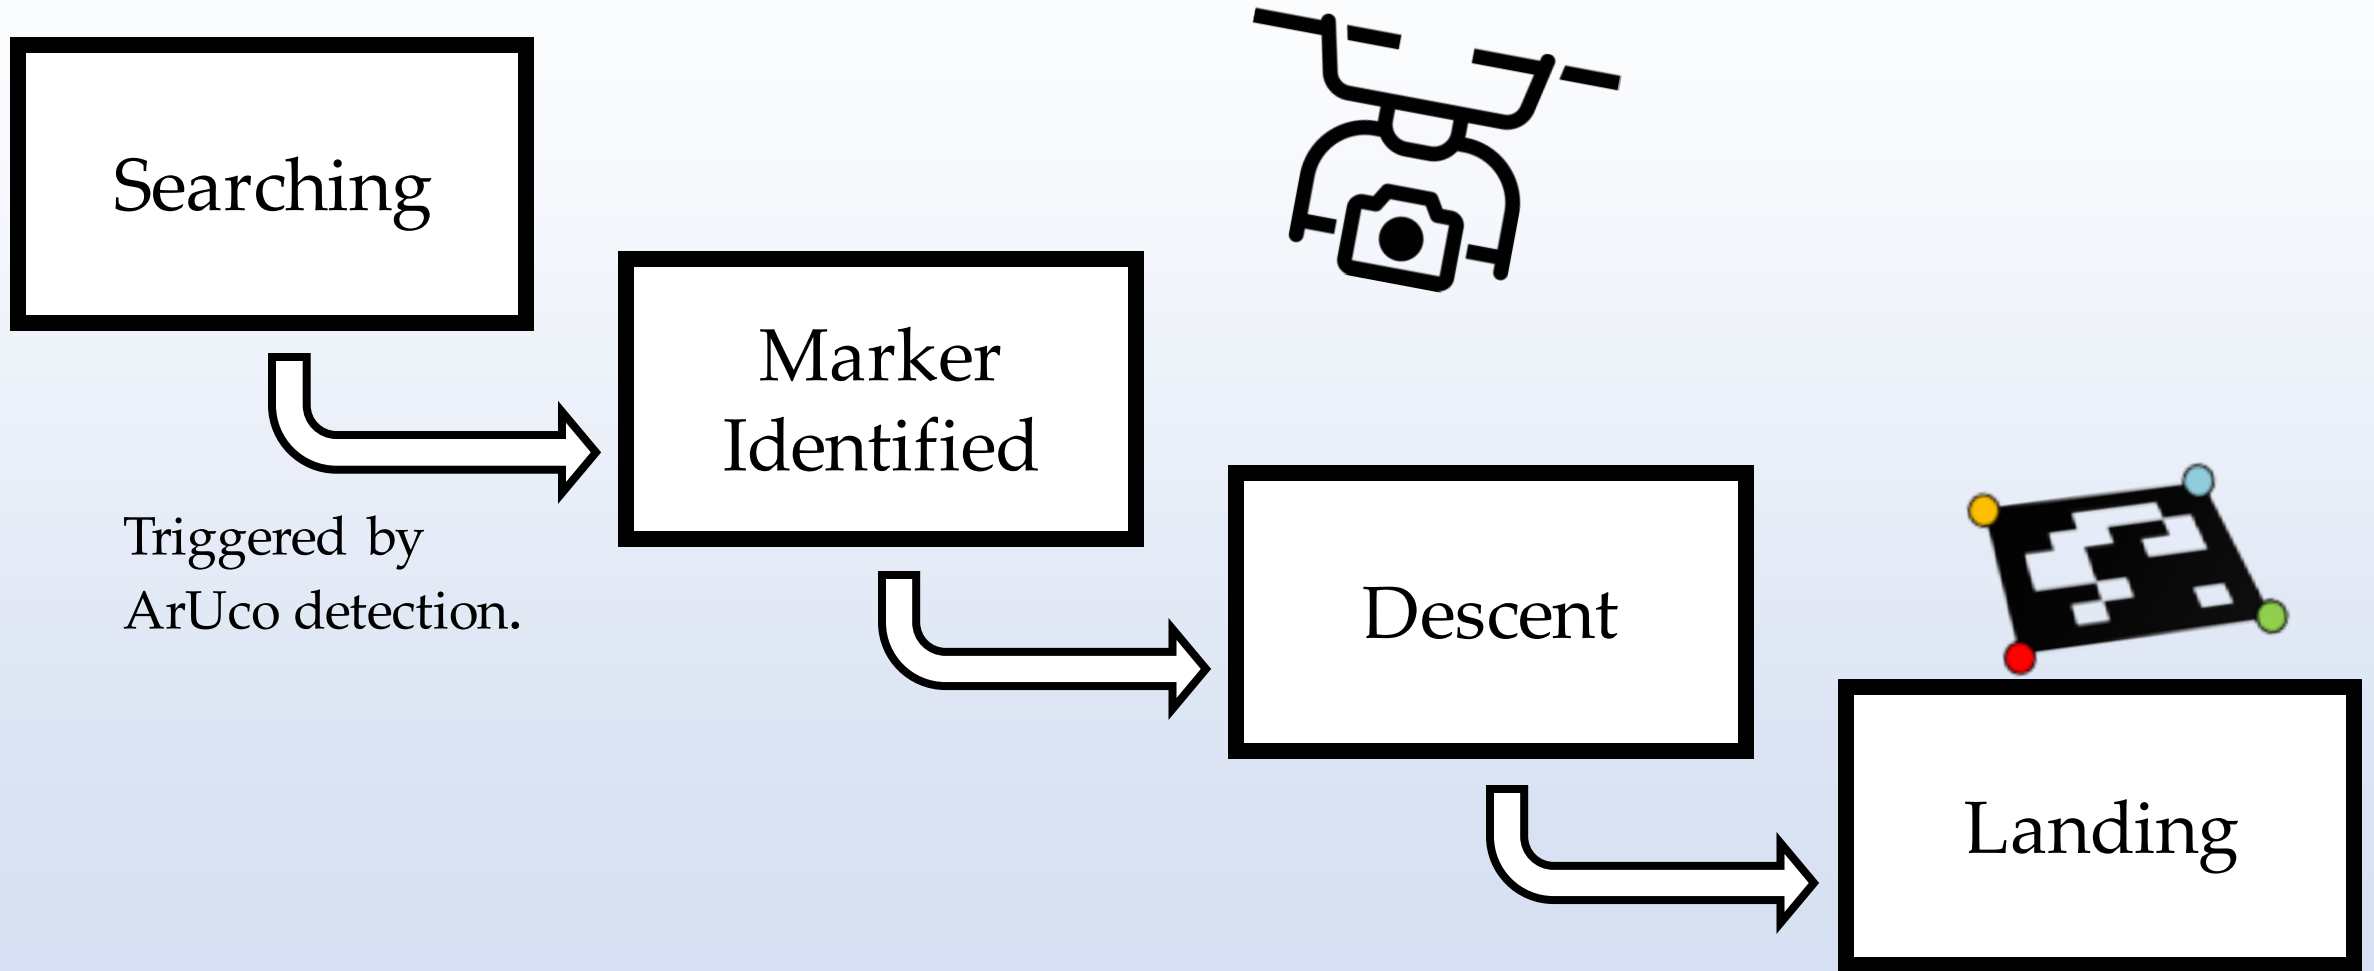 Searching
Marker
Identified
Triggered by
ArUco detection.
Descent
Landing